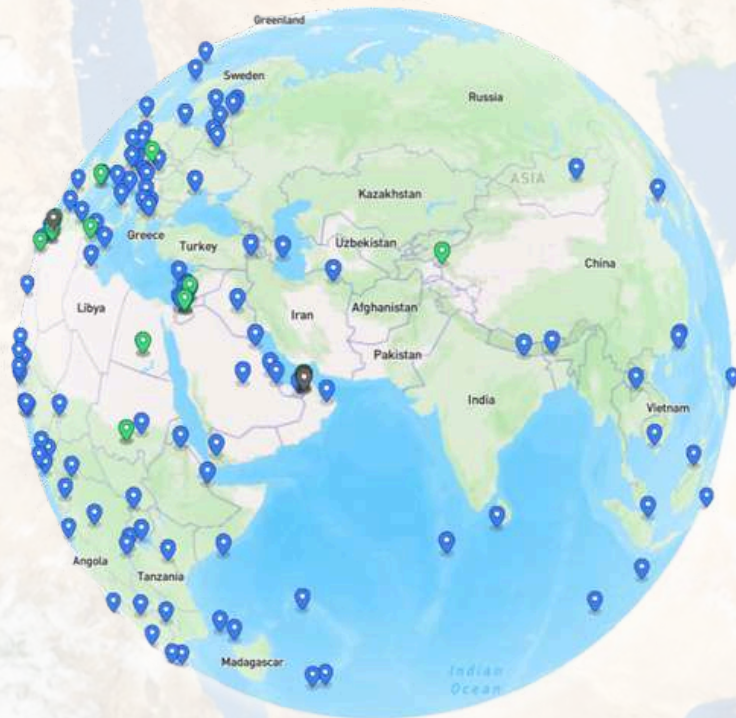 Greenland
Sweden
Russia
ASIA
Kazakhstan
Greece
Turkey
Uzbekistan
China
Libya
Iran
Afghanistan
Pakistan
India
Vietnam
Angola
Tanzania
Madagascar
Indian
Ocean